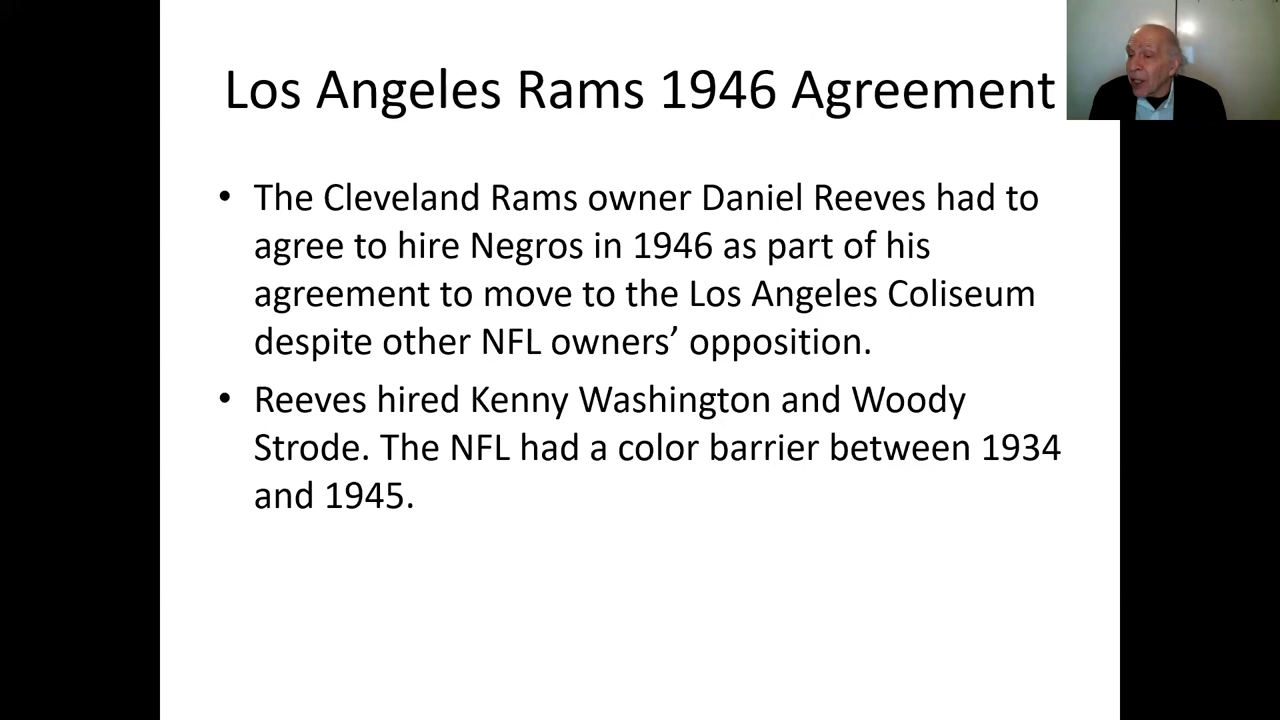 Los Angeles Rams 1946 Agreement
• The Cleveland Rams owner Daniel Reeves had to
agree to hire Negros in 1946 as part of his
agreement to move to the Los Angeles Coliseum
despite other NFL owners’ opposition.
• Reeves hired Kenny Washington and Woody
Strode. The NFL had a color barrier between 1934
and 1945.